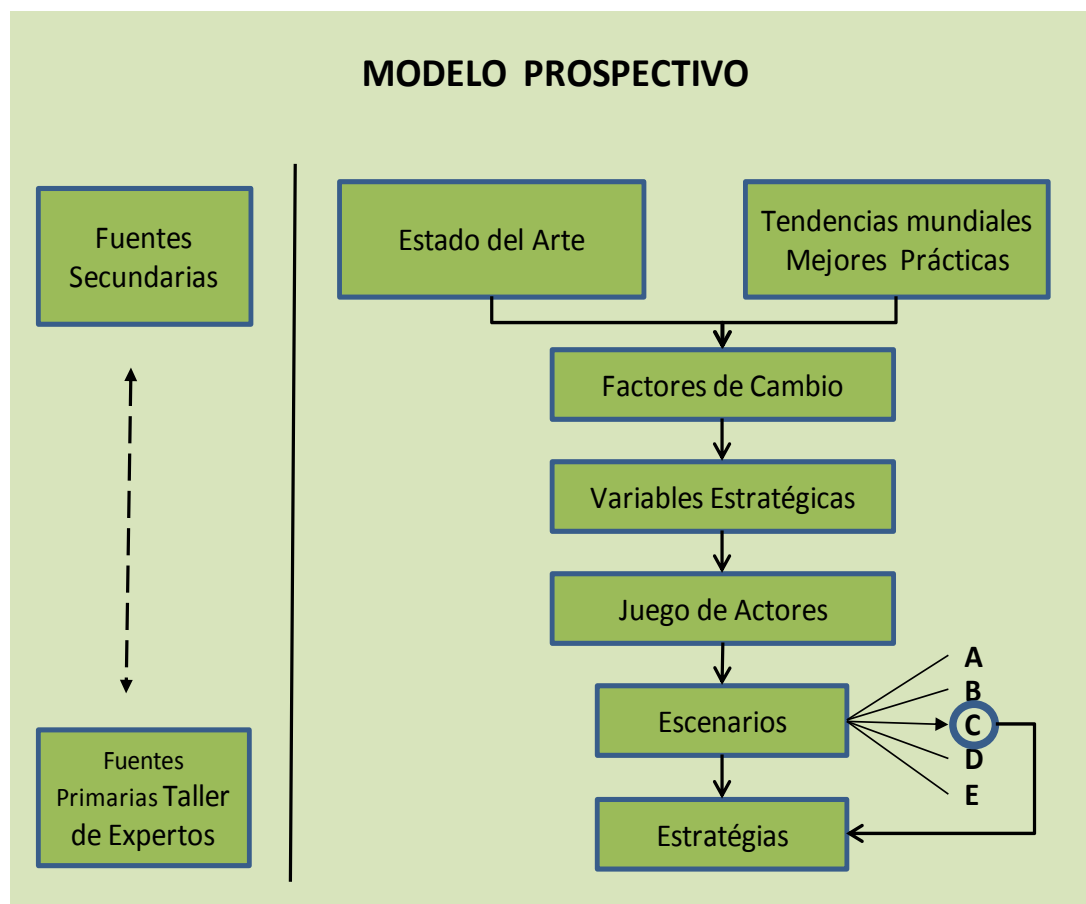 MODELO PROSPECTIVO
Fuentes
Secundarias
Estado del Arte
Tendencias mundiales
Mejores Prácticas
Factores de Cambio
Variables Estratégicas
Juego de Actores
Escenarios
A
B
C
D
E
Fuentes
Primarias Taller
de Expertos
Estratégias